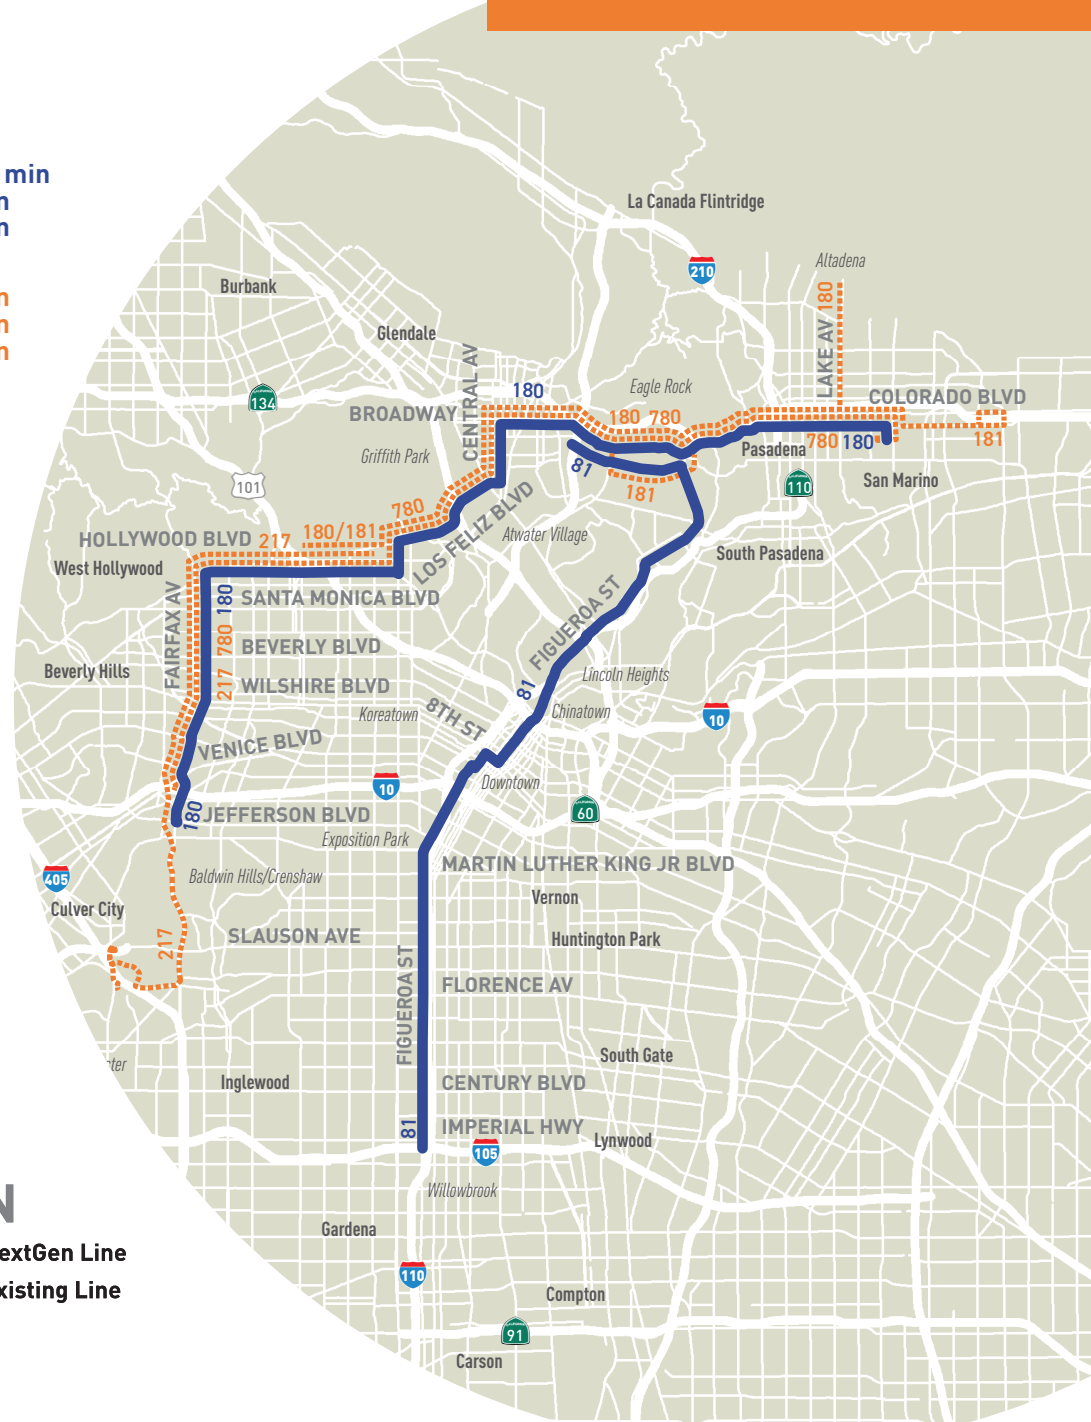 min
n
n
n
n
n
La Canada Flintridge
210
Altadena
Burbank
Glendale
180
LAKE AV
CENTRAL AV
Eagle Rock
134
180
COLORADO BLVD
BROADWAY
180 780
181
780 180
Pasadena
Griffith Park
81
San Marino
101
181
110
780
LOS FELIZ BLVD
HOLLYWOOD BLVD
217
180/181
Atwater Village
South Pasadena
West Hollywood
FAIRFAX AV
180
SANTA MONICA BLVD
FIGUEROA ST
780
BEVERLY BLVD
Beverly Hills
217
WILSHIRE BLVD
Lincoln Heights
81
Koreatown
8TH ST
Chinatown
10
VENICE BLVD
Downtown
10
180
JEFFERSON BLVD
60
Exposition Park
MARTIN LUTHER KING JR BLVD
405
Baldwin Hills/Crenshaw
Culver City
Vernon
217
SLAUSON AVE
Huntington Park
FIGUEROA ST
FLORENCE AV
South Gate
ster
Inglewood
CENTURY BLVD
81
IMPERIAL HWY
Lynwood
105
Willowbrook
N
Gardena
extGen Line
110
xisting Line
Compton
91
Carson